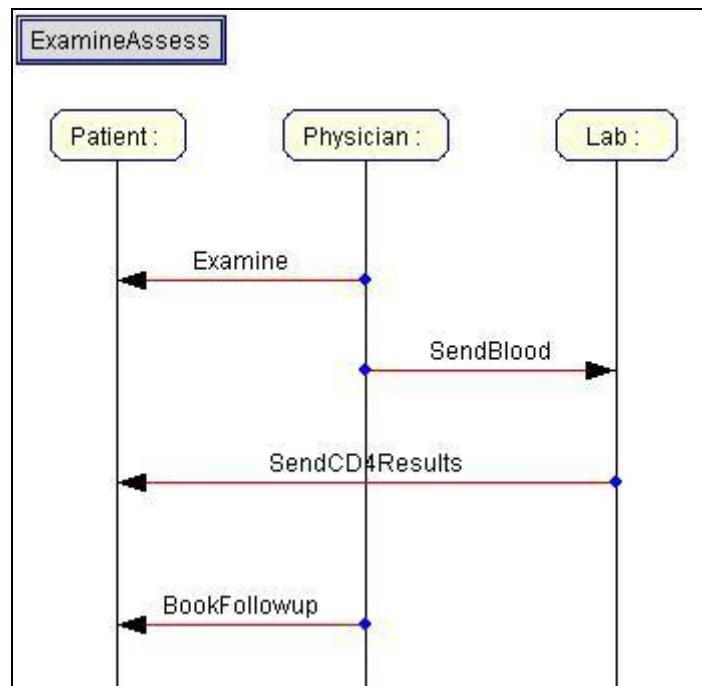 ExamineAssess
Patient :
Physician :
Lab :
Examine
SendBlood
SendCD4Results
BookFollowup